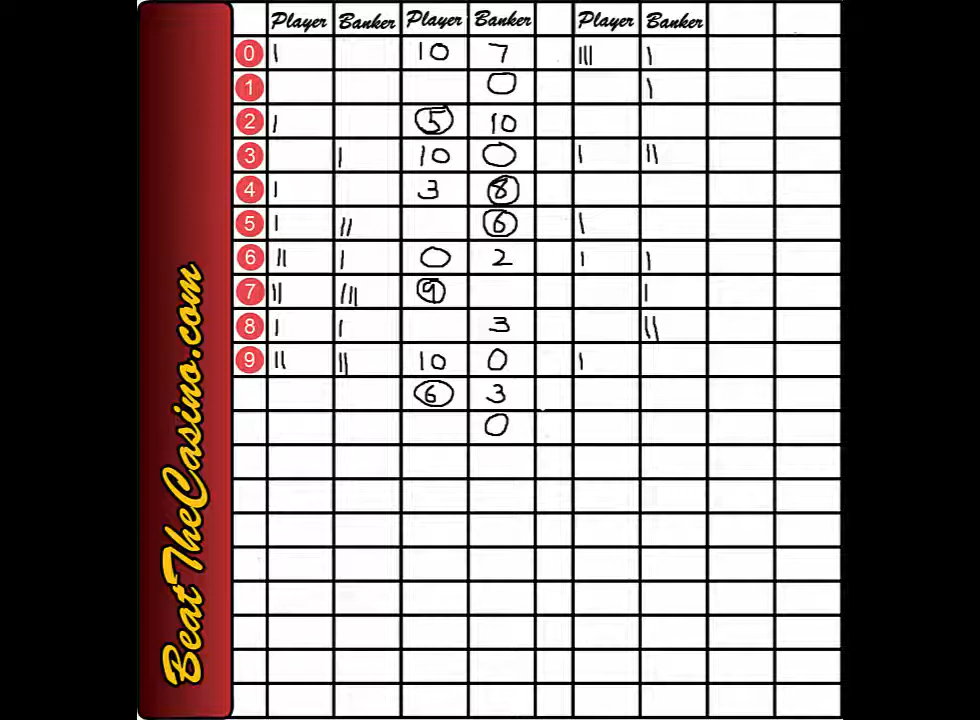 BeatTheCasino.com
Player Banker Player Banker Player Banker
0 | 10 7 ||| |
1 0 |
2 | 5 10
3 | 10 0 | ||
4 | 3 8
5 | || 6 |
6 || | 0 2 | |
7 || ||| 9 |
8 | | 3 ||
9 || || 10 0 |
6 3
0